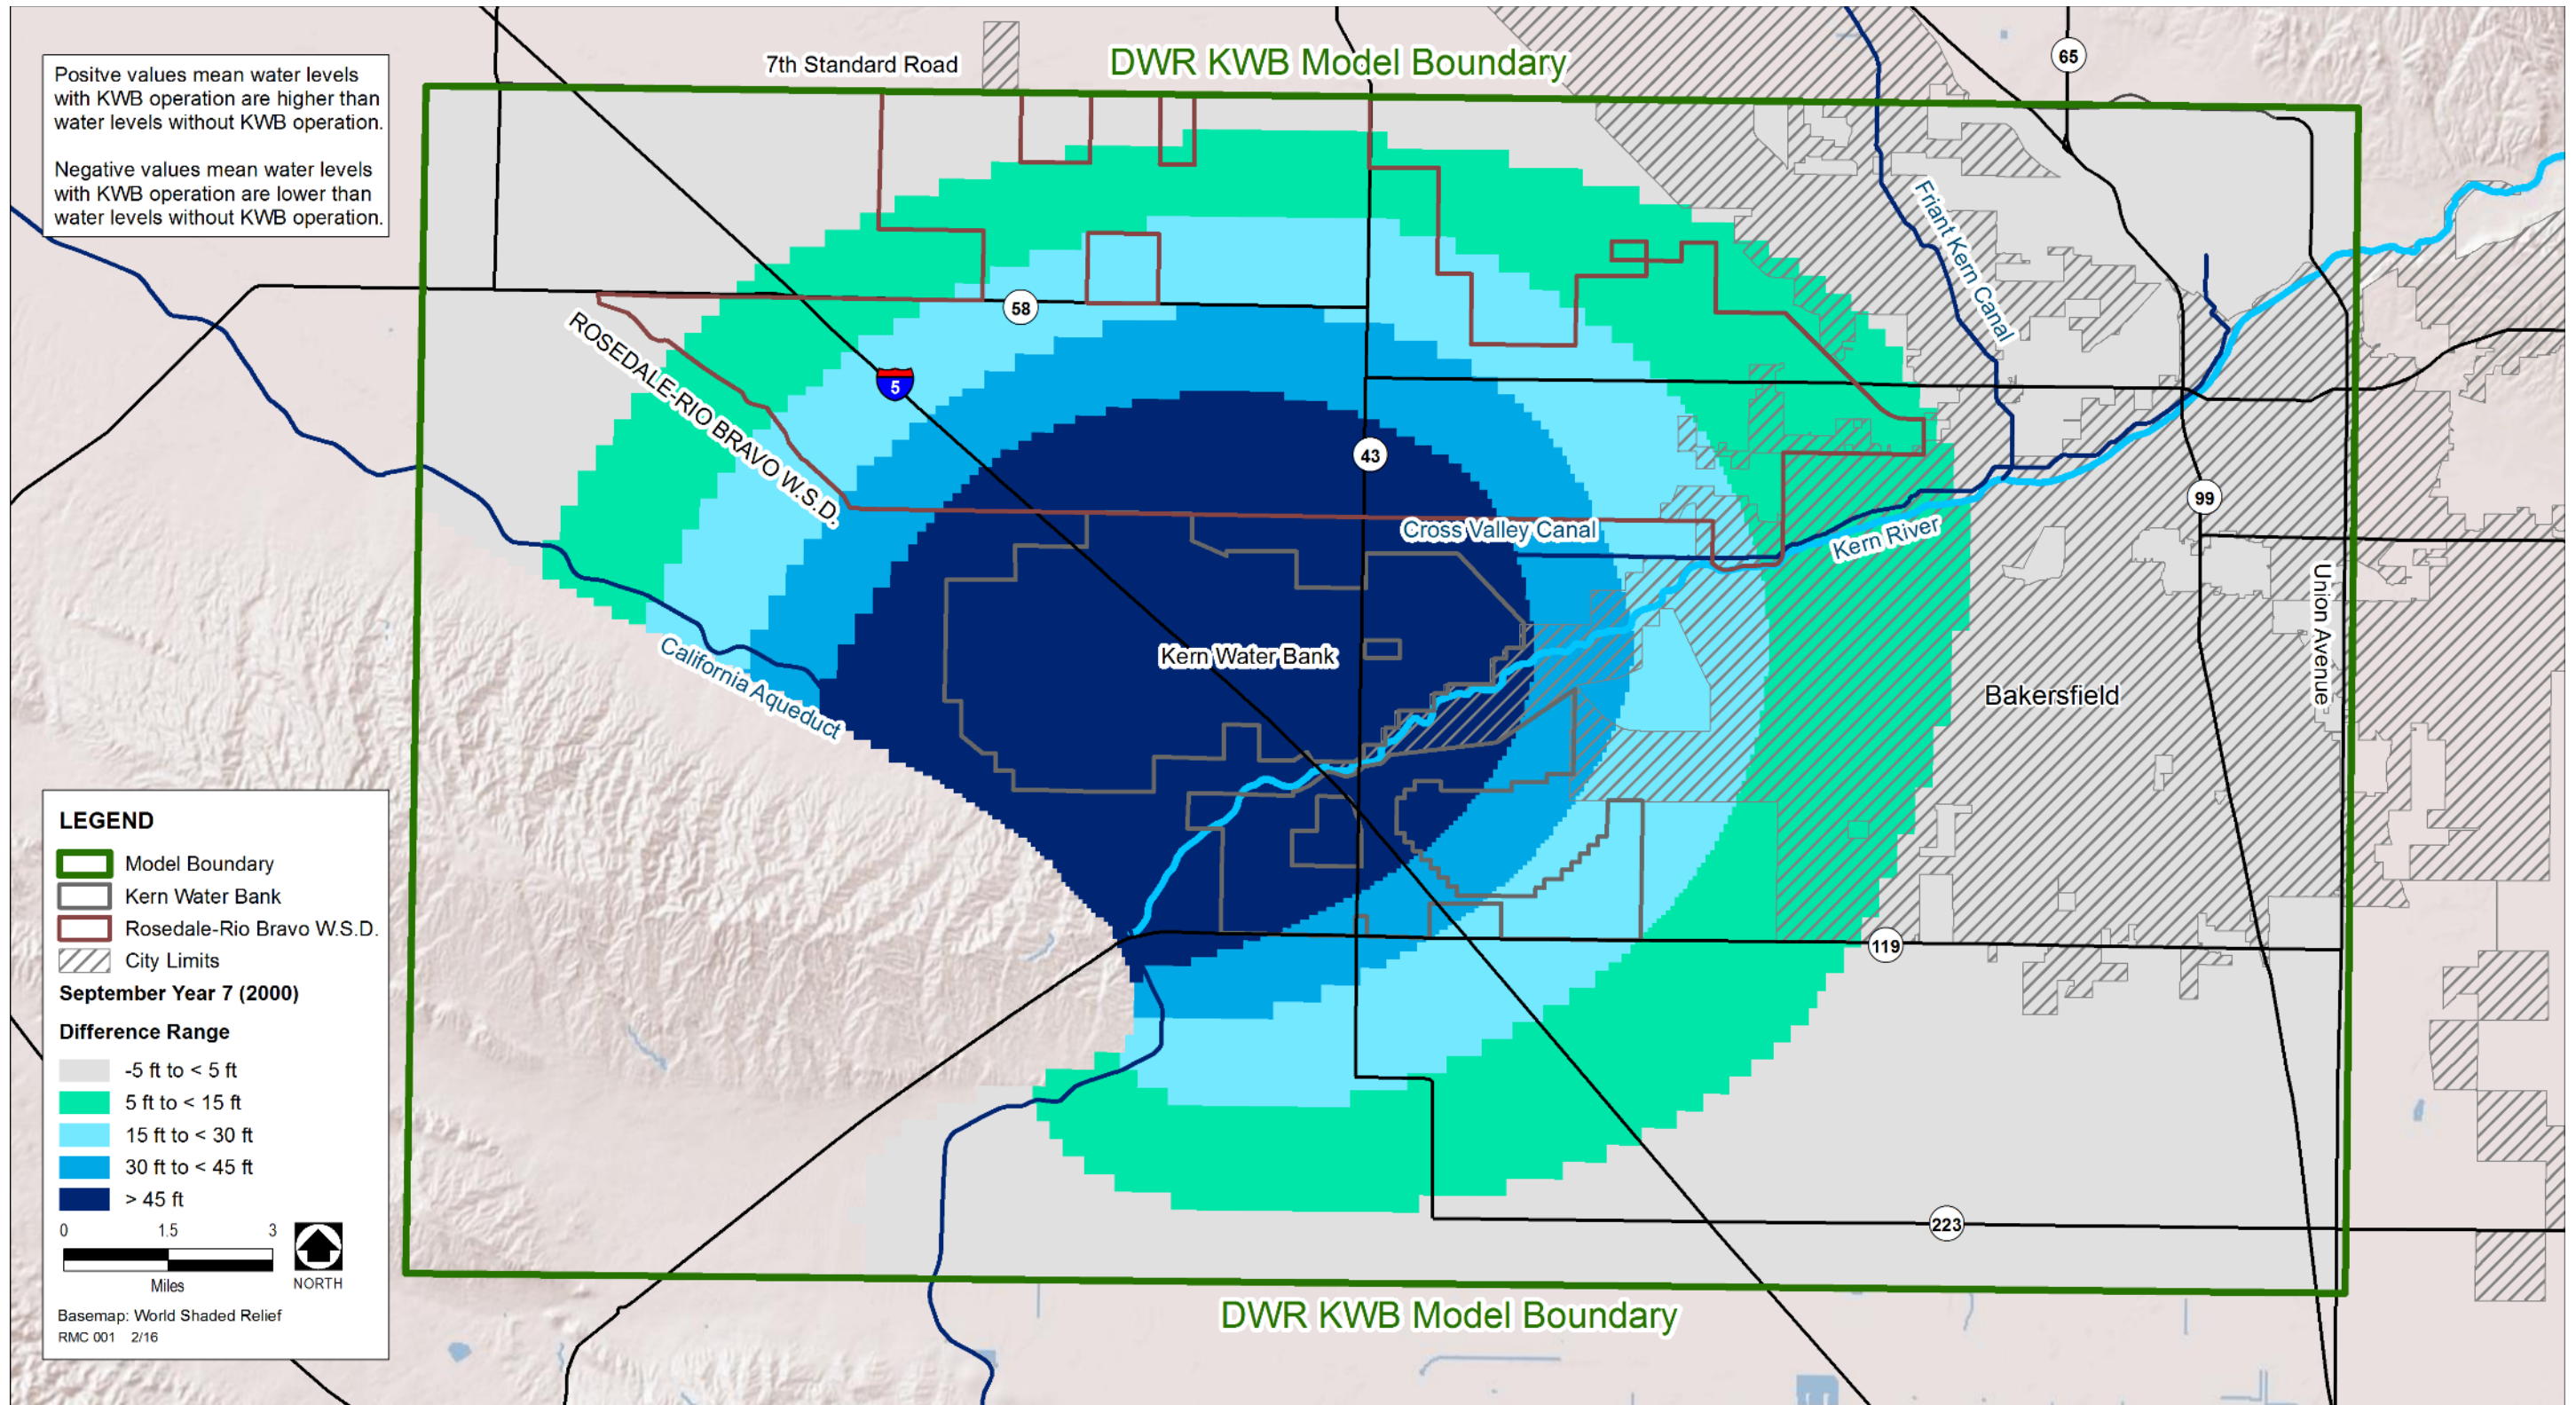 Positve values mean water levels
with KWB operation are higher than
water levels without KWB operation.
Negative values mean water levels
with KWB operation are lower than
water levels without KWB operation.
7th Standard Road
DWR KWB Model Boundary
65
Friant Kern Canal
58
ROSEDALE-RIO BRAVO W.S.D.
5
43
99
Cross Valley Canal
Kern River
Union Avenue
Kern Water Bank
California Aqueduct
Bakersfield
119
223
DWR KWB Model Boundary
LEGEND
Model Boundary
Kern Water Bank
Rosedale-Rio Bravo W.S.D.
City Limits
September Year 7 (2000)
Difference Range
-5 ft to < 5 ft
5 ft to < 15 ft
15 ft to < 30 ft
30 ft to < 45 ft
> 45 ft
0 1.5 3
Miles
NORTH
Basemap: World Shaded Relief
RMC 001 2/16